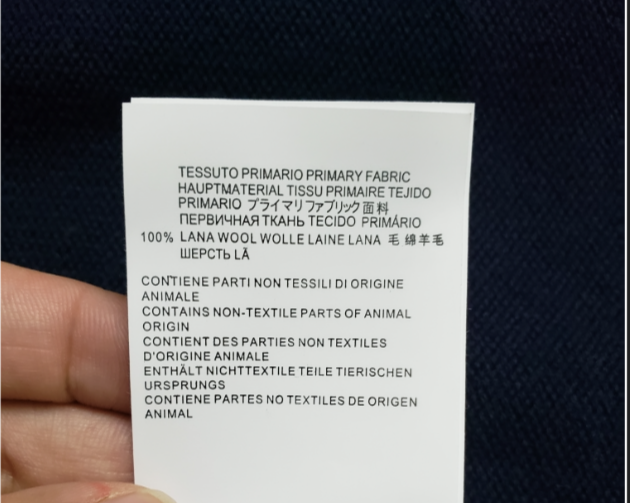 TESSUTO PRIMARIO PRIMARY FABRIC
HAUPTMATERIAL TISSU PRIMAIRE TEJIDO
PRIMARIO プライマリファブリック 面料
ПЕРВИЧНАЯ ТКАНЬ TECIDO PRIMÁRIO
100% LANA WOOL WOLLE LAINE LANA 毛 绵羊毛
ШЕРСТЬ LÃ
CONTIENE PARTI NON TESSILI DI ORIGINE
ANIMALE
CONTAINS NON-TEXTILE PARTS OF ANIMAL
ORIGIN
CONTIENT DES PARTIES NON TEXTILES
D'ORIGINE ANIMALE
ENTHÄLT NICHTTEXTILE TEILE TIERISCHEN
URSPRUNGS
CONTIENE PARTES NO TEXTILES DE ORIGEN
ANIMAL